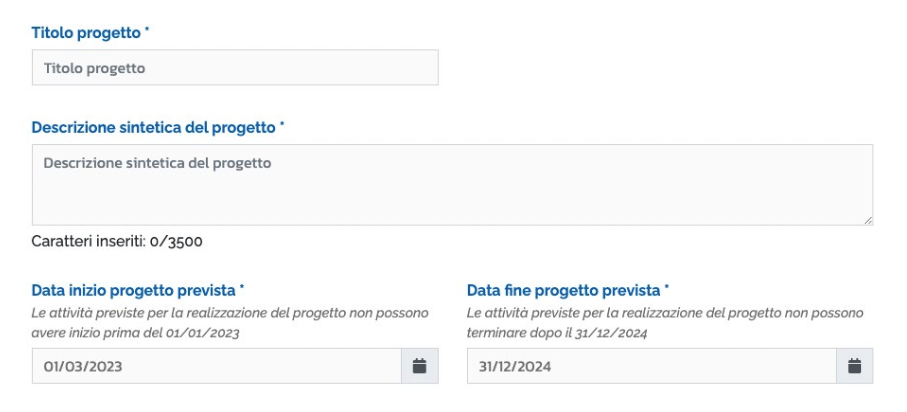 Titolo progetto *
Titolo progetto
Descrizione sintetica del progetto *
Descrizione sintetica del progetto
Caratteri inseriti: 0/3500
Data inizio progetto prevista *
Le attività previste per la realizzazione del progetto non possono
avere inizio prima del 01/01/2023
01/03/2023
Data fine progetto prevista *
Le attività previste per la realizzazione del progetto non possono
terminare dopo il 31/12/2024
31/12/2024